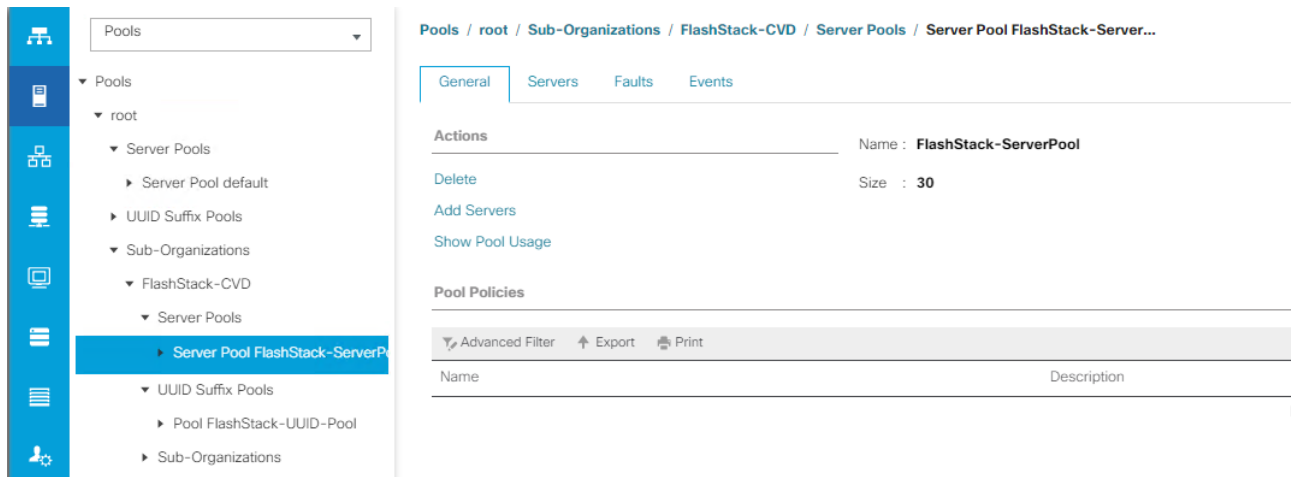 Pools
Pools
root
Server Pools
Server Pool default
UUID Suffix Pools
Sub-Organizations
FlashStack-CVD
Server Pools
Server Pool FlashStack-ServerP
UUID Suffix Pools
Pool FlashStack-UUID-Pool
Sub-Organizations
Pools / root / Sub-Organizations / FlashStack-CVD / Server Pools / Server Pool FlashStack-Server...
General Servers Faults Events
Actions
Delete
Add Servers
Show Pool Usage
Name : FlashStack-ServerPool
Size : 30
Pool Policies
Advanced Filter Export Print
Name Description